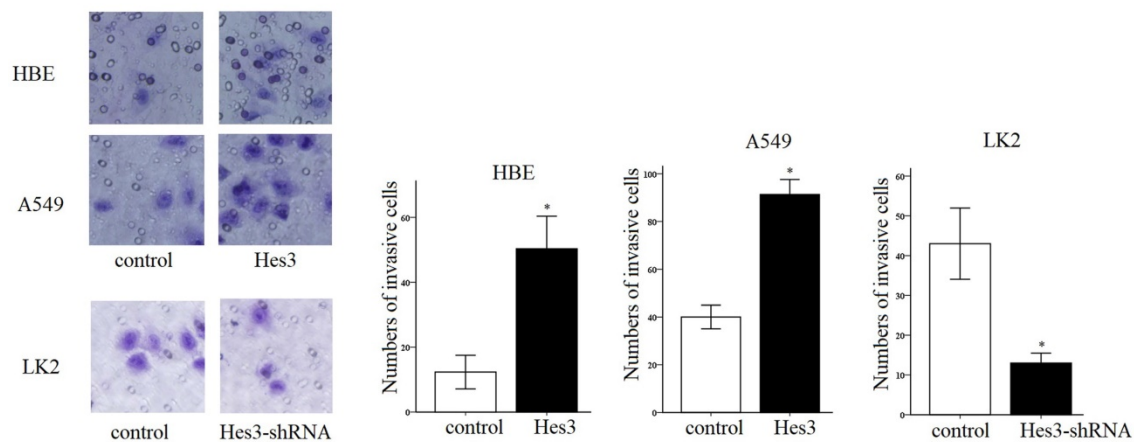 HBE
A549
control Hes3
LK2
control Hes3-shRNA
HBE
Numbers of invasive cells
60
40
20
0
*
control Hes3
A549
Numbers of invasive cells
100
80
60
40
20
0
*
control Hes3
LK2
Numbers of invasive cells
60
50
40
30
20
10
0
*
control Hes3-shRNA